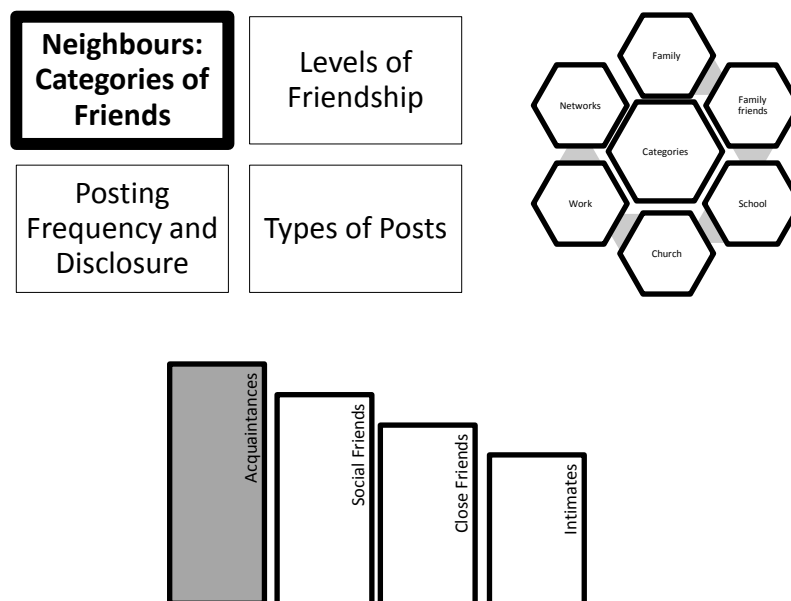 Neighbours:
Categories of
Friends
Levels of
Friendship
Posting
Frequency and
Disclosure
Types of Posts
Family
Family
friends
School
Church
Work
Networks
Categories
Acquaintances
Social Friends
Close Friends
Intimates